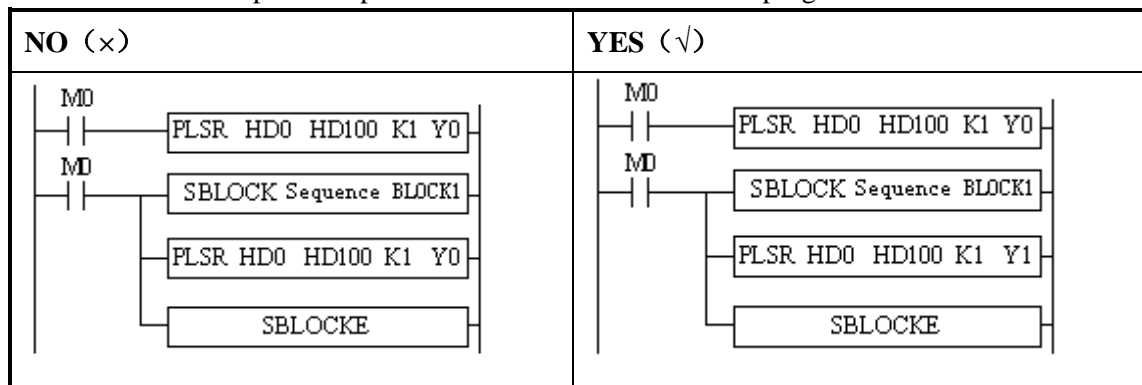 NO （×）
YES （√）
M0
PLSR HD0 HD100 K1 Y0
M0
SBLOCK Sequence BLOCK1
PLSR HD0 HD100 K1 Y0
SBLOCKE
M0
PLSR HD0 HD100 K1 Y0
M0
SBLOCK Sequence BLOCK1
PLSR HD0 HD100 K1 Y1
SBLOCKE